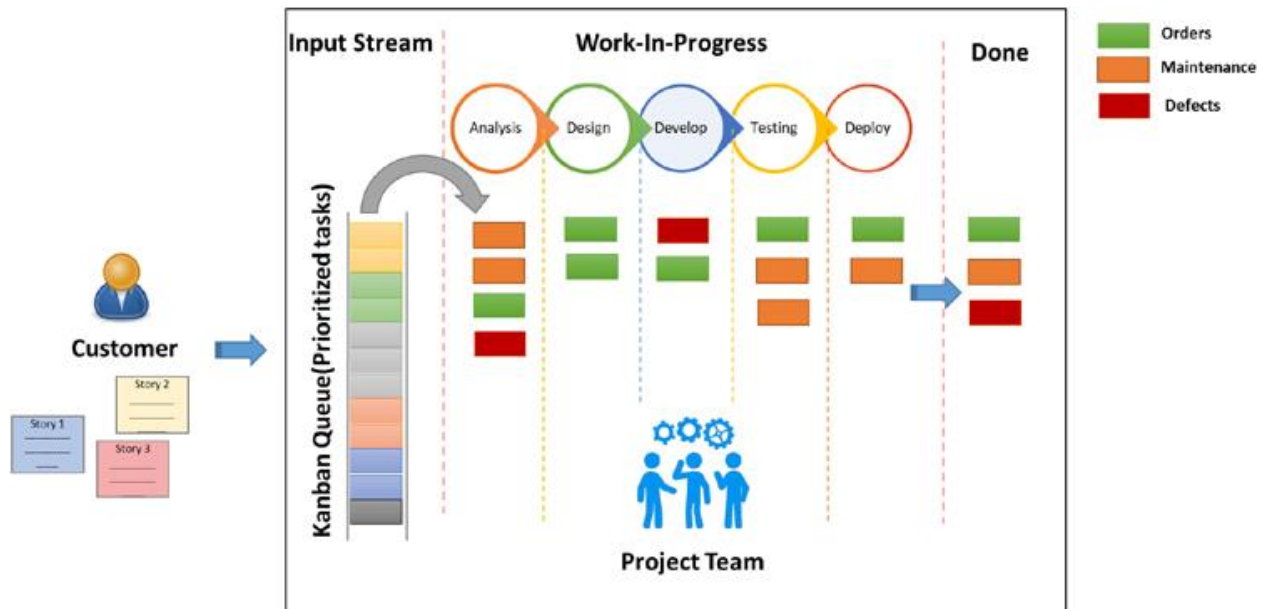 Input Stream
Work-In-Progress
Done
Orders
Maintenance
Defects
Analysis
Design
Develop
Testing
Deploy
Kanban Queue(Prioritized tasks)
Customer
Story 2
Story 1
Story 3
Project Team